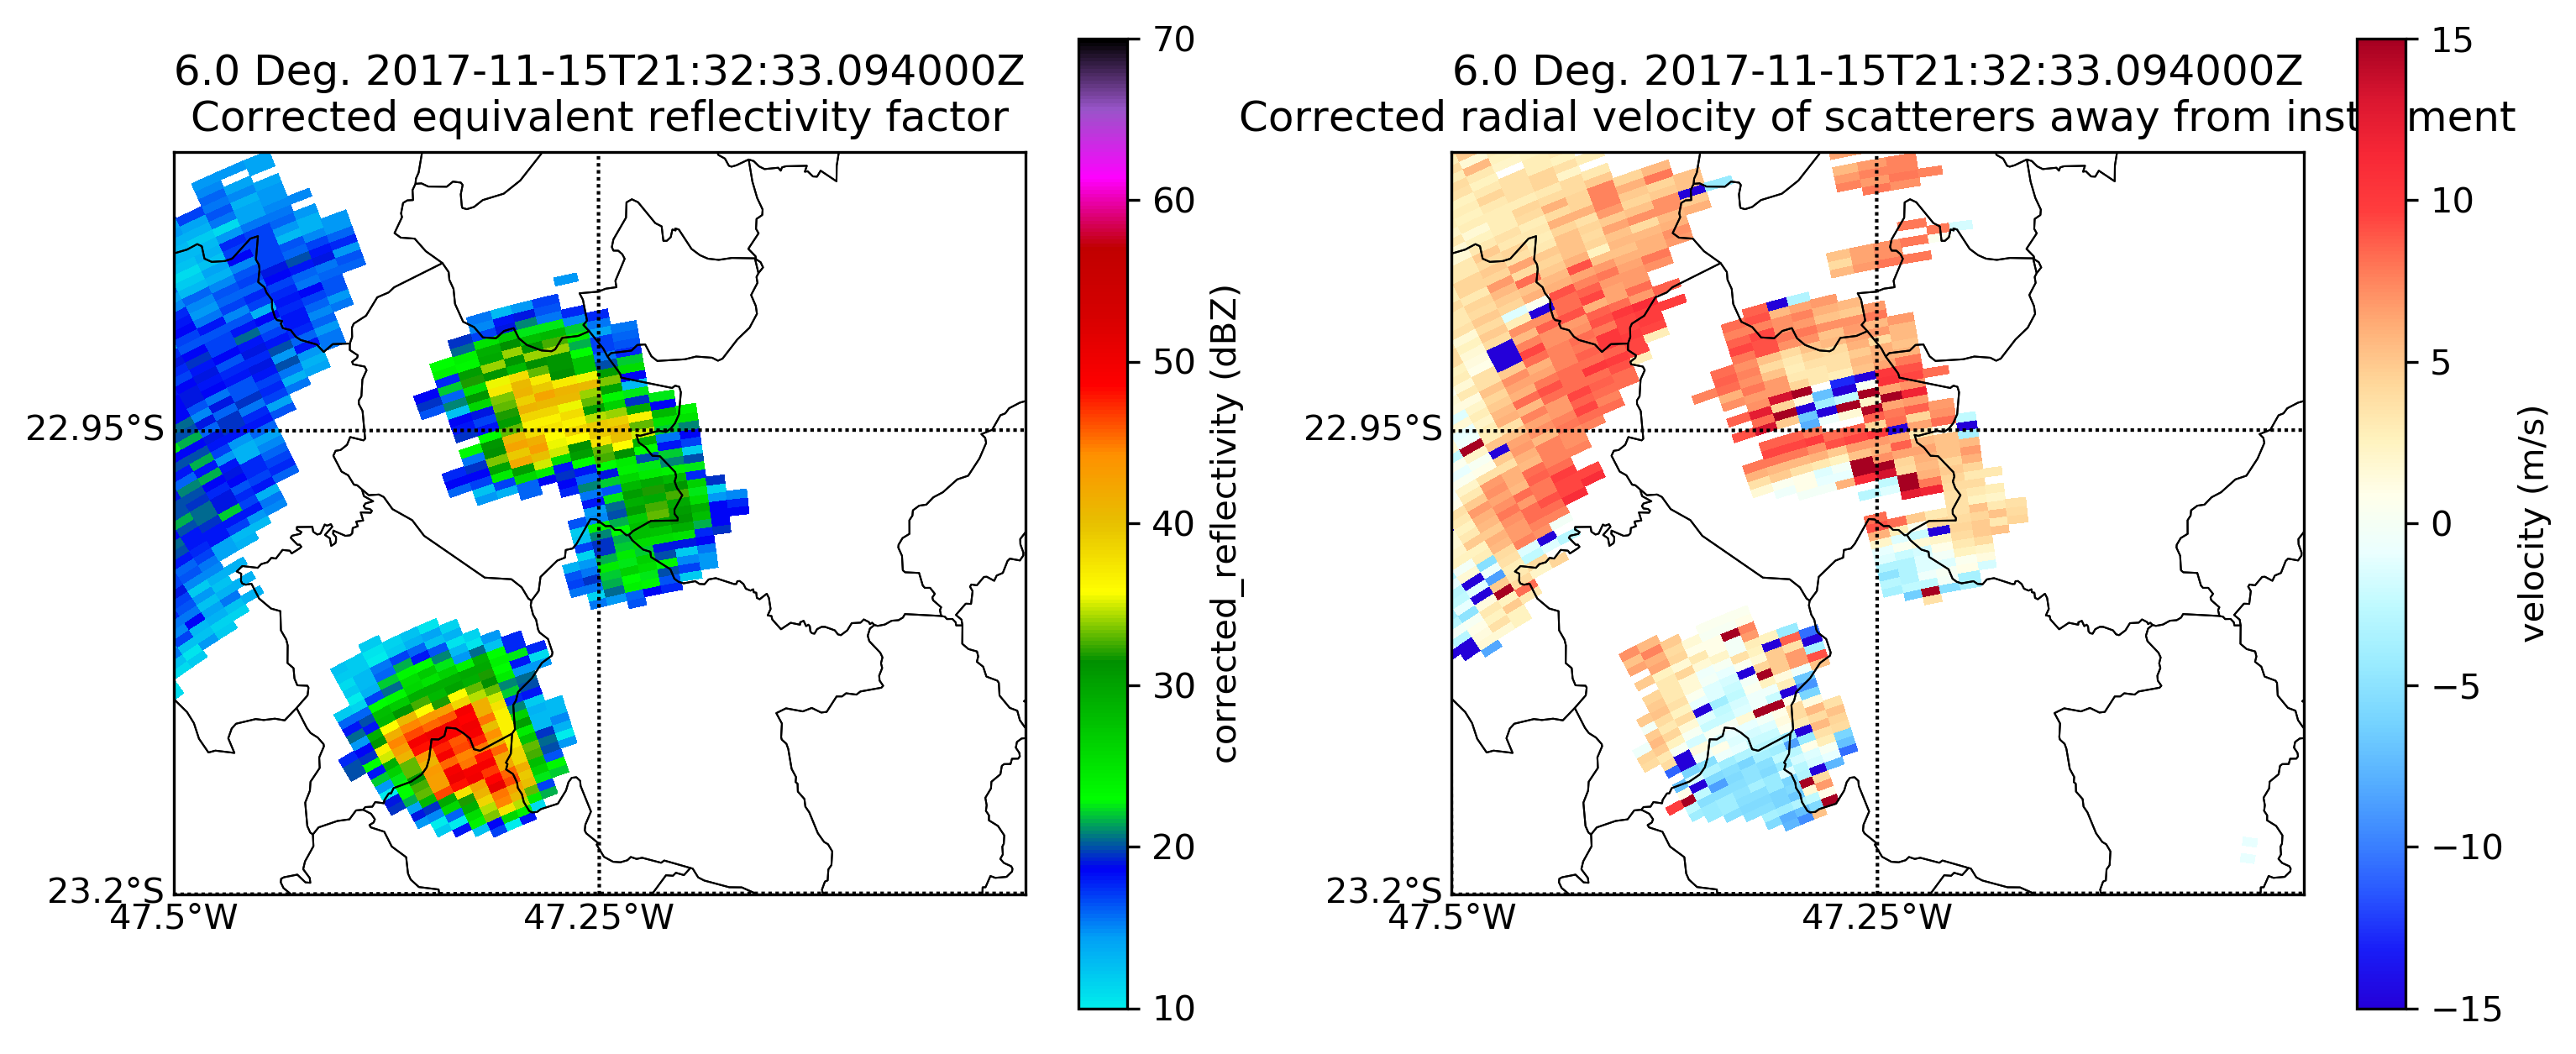 6.0 Deg. 2017-11-15T21:32:33.094000Z
Corrected equivalent reflectivity factor
22.95°S
23.2°S
47.5°W
47.25°W
70
60
50
40
30
20
10
corrected_reflectivity (dBZ)
6.0 Deg. 2017-11-15T21:32:33.094000Z
Corrected radial velocity of scatterers away from inst ment
22.95°S
23.2°S
47.5°W
47.25°W
15
10
5
0
−5
−10
−15
velocity (m/s)